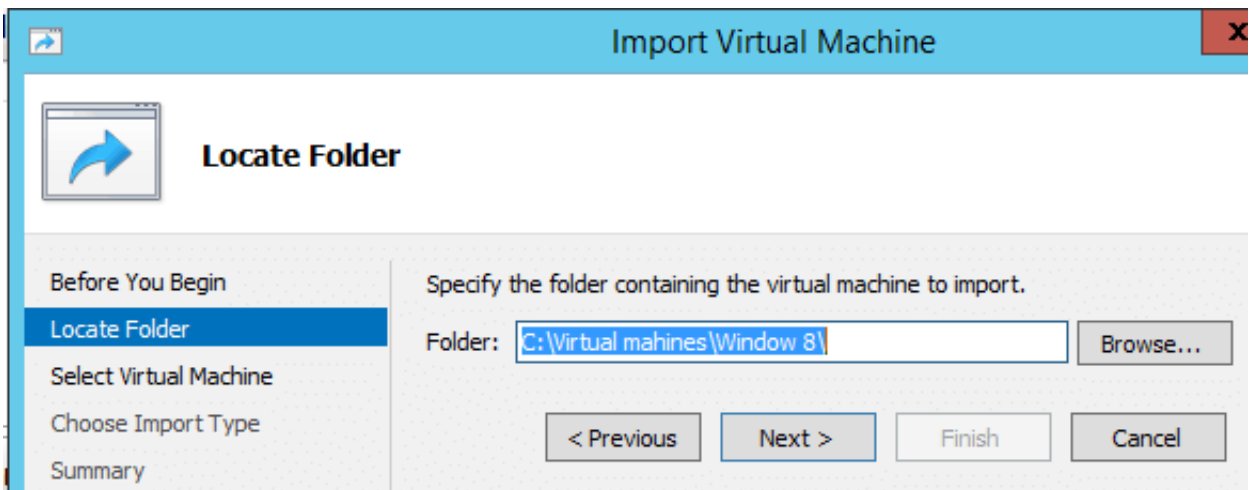 Import Virtual Machine
x
Locate Folder
Before You Begin
Locate Folder
Select Virtual Machine
Choose Import Type
Summary
Specify the folder containing the virtual machine to import.
Folder: C:\Virtual mahines\Window 8\ Browse...
< Previous Next > Finish Cancel